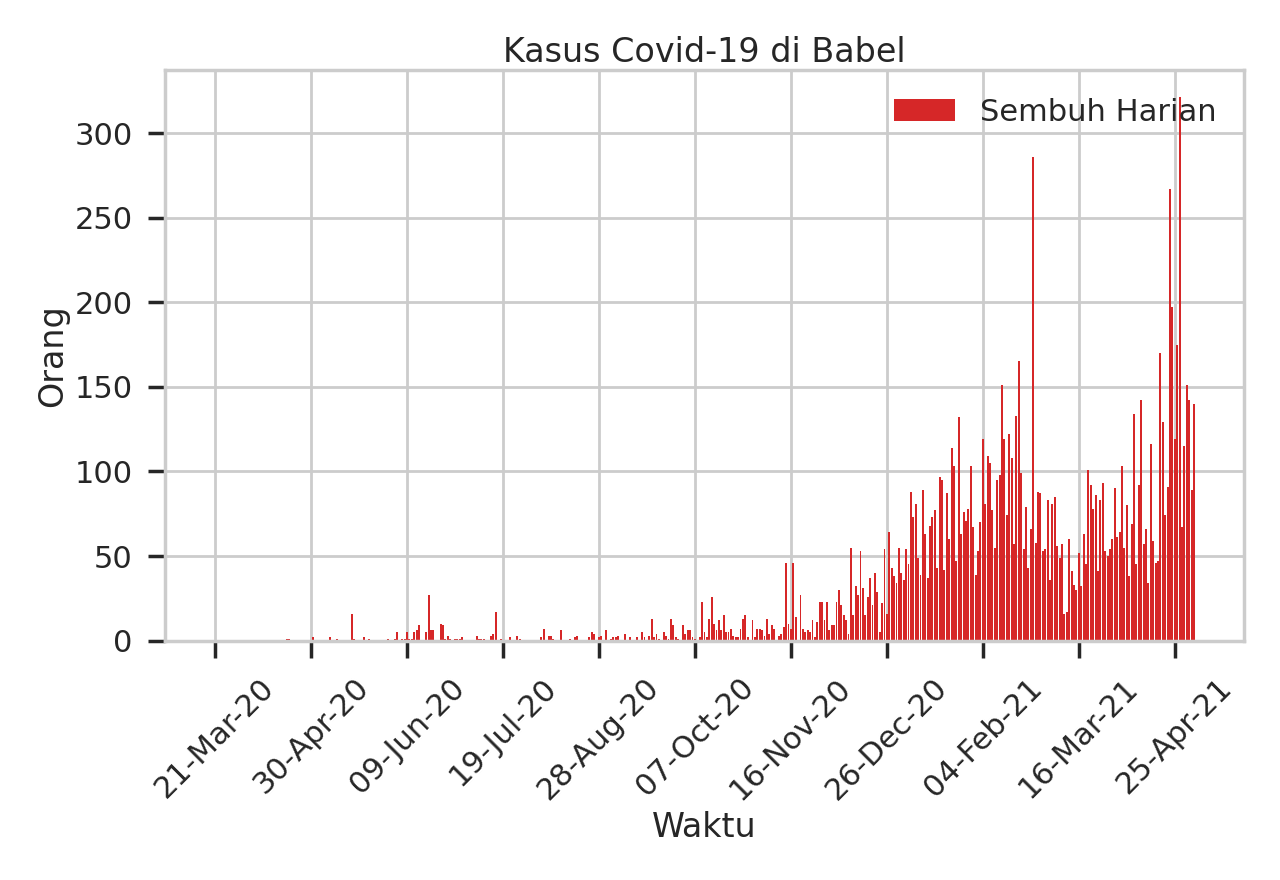 Kasus Covid-19 di Babel
Sembuh Harian
Orang
300
250
200
150
100
50
0
21-Mar-20
30-Apr-20
09-Jun-20
19-Jul-20
28-Aug-20
07-Oct-20
16-Nov-20
26-Dec-20
04-Feb-21
16-Mar-21
25-Apr-21
Waktu